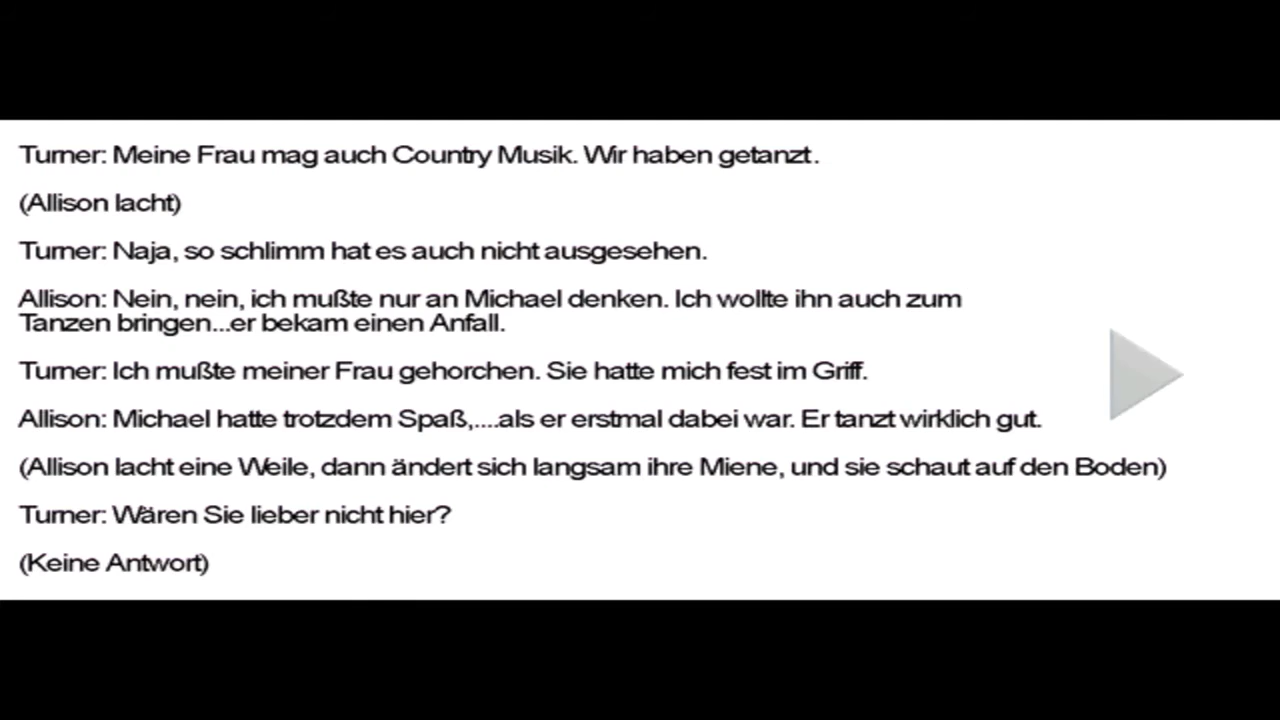 Turner: Meine Frau mag auch Country Musik. Wir haben getanzt.
(Allison lacht)
Turner: Naja, so schlimm hat es auch nicht ausgesehen.
Allison: Nein, nein, ich mußte nur an Michael denken. Ich wollte ihn auch zum
Tanzen bringen...er bekam einen Anfall.
Turner: Ich mußte meiner Frau gehorchen. Sie hatte mich fest im Griff.
Allison: Michael hatte trotzdem Spaß,....als er erstmal dabei war. Er tanzt wirklich gut.
(Allison lacht eine Weile, dann ändert sich langsam ihre Miene, und sie schaut auf den Boden)
Turner: Wären Sie lieber nicht hier?
(Keine Antwort)